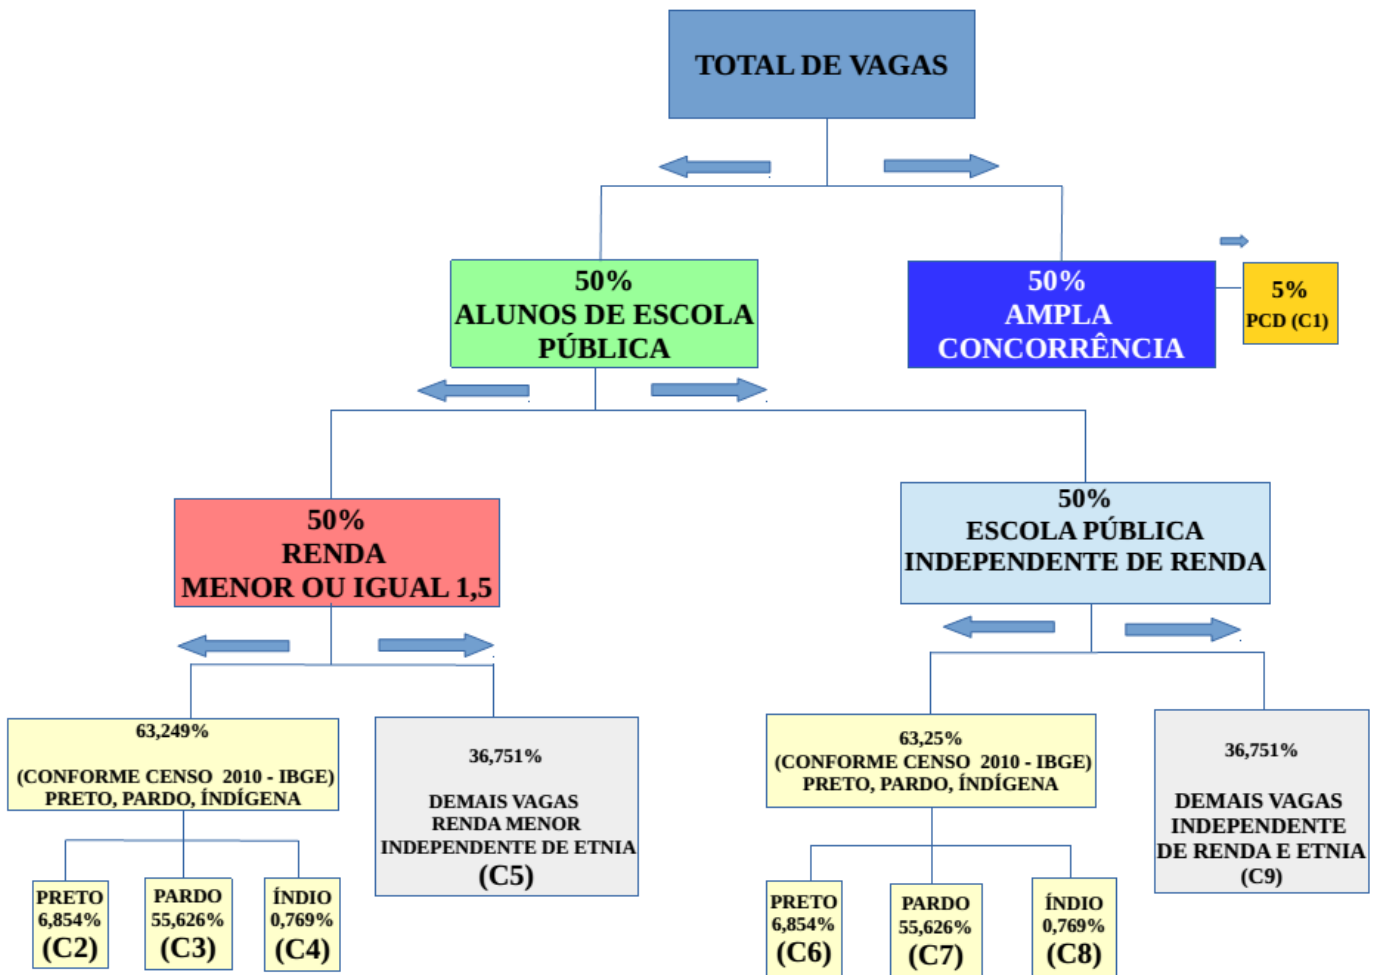 TOTAL DE VAGAS
50%
ALUNOS DE ESCOLA
PÚBLICA
50%
AMPLA
CONCORRÊNCIA
5%
PCD (C1)
50%
RENDA
MENOR OU IGUAL 1,5
50%
ESCOLA PÚBLICA
INDEPENDENTE DE RENDA
63,249%
(CONFORME CENSO 2010 - IBGE)
PRETO, PARDO, ÍNDÍGENA
36,751%
DEMAIS VAGAS
RENDA MENOR
INDEPENDENTE DE ETNIA
(C5)
63,25%
(CONFORME CENSO 2010 - IBGE)
PRETO, PARDO, ÍNDÍGENA
36,751%
DEMAIS VAGAS
INDEPENDENTE
DE RENDA E ETNIA
(C9)
PRETO
6,854%
(C2)
PARDO
55,626%
(C3)
ÍNDIO
0,769%
(C4)
PRETO
6,854%
(C6)
PARDO
55,626%
(C7)
ÍNDIO
0,769%
(C8)